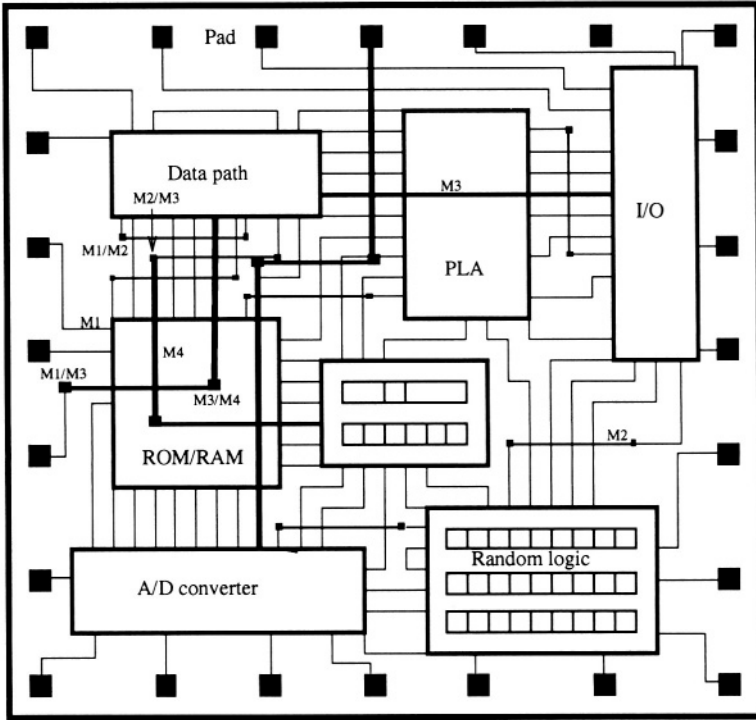 Pad
Data path
M2/M3
M3
I/O
M1/M2
PLA
M1
M4
M1/M3
M3/M4
M2
ROM/RAM
Random logic
A/D converter